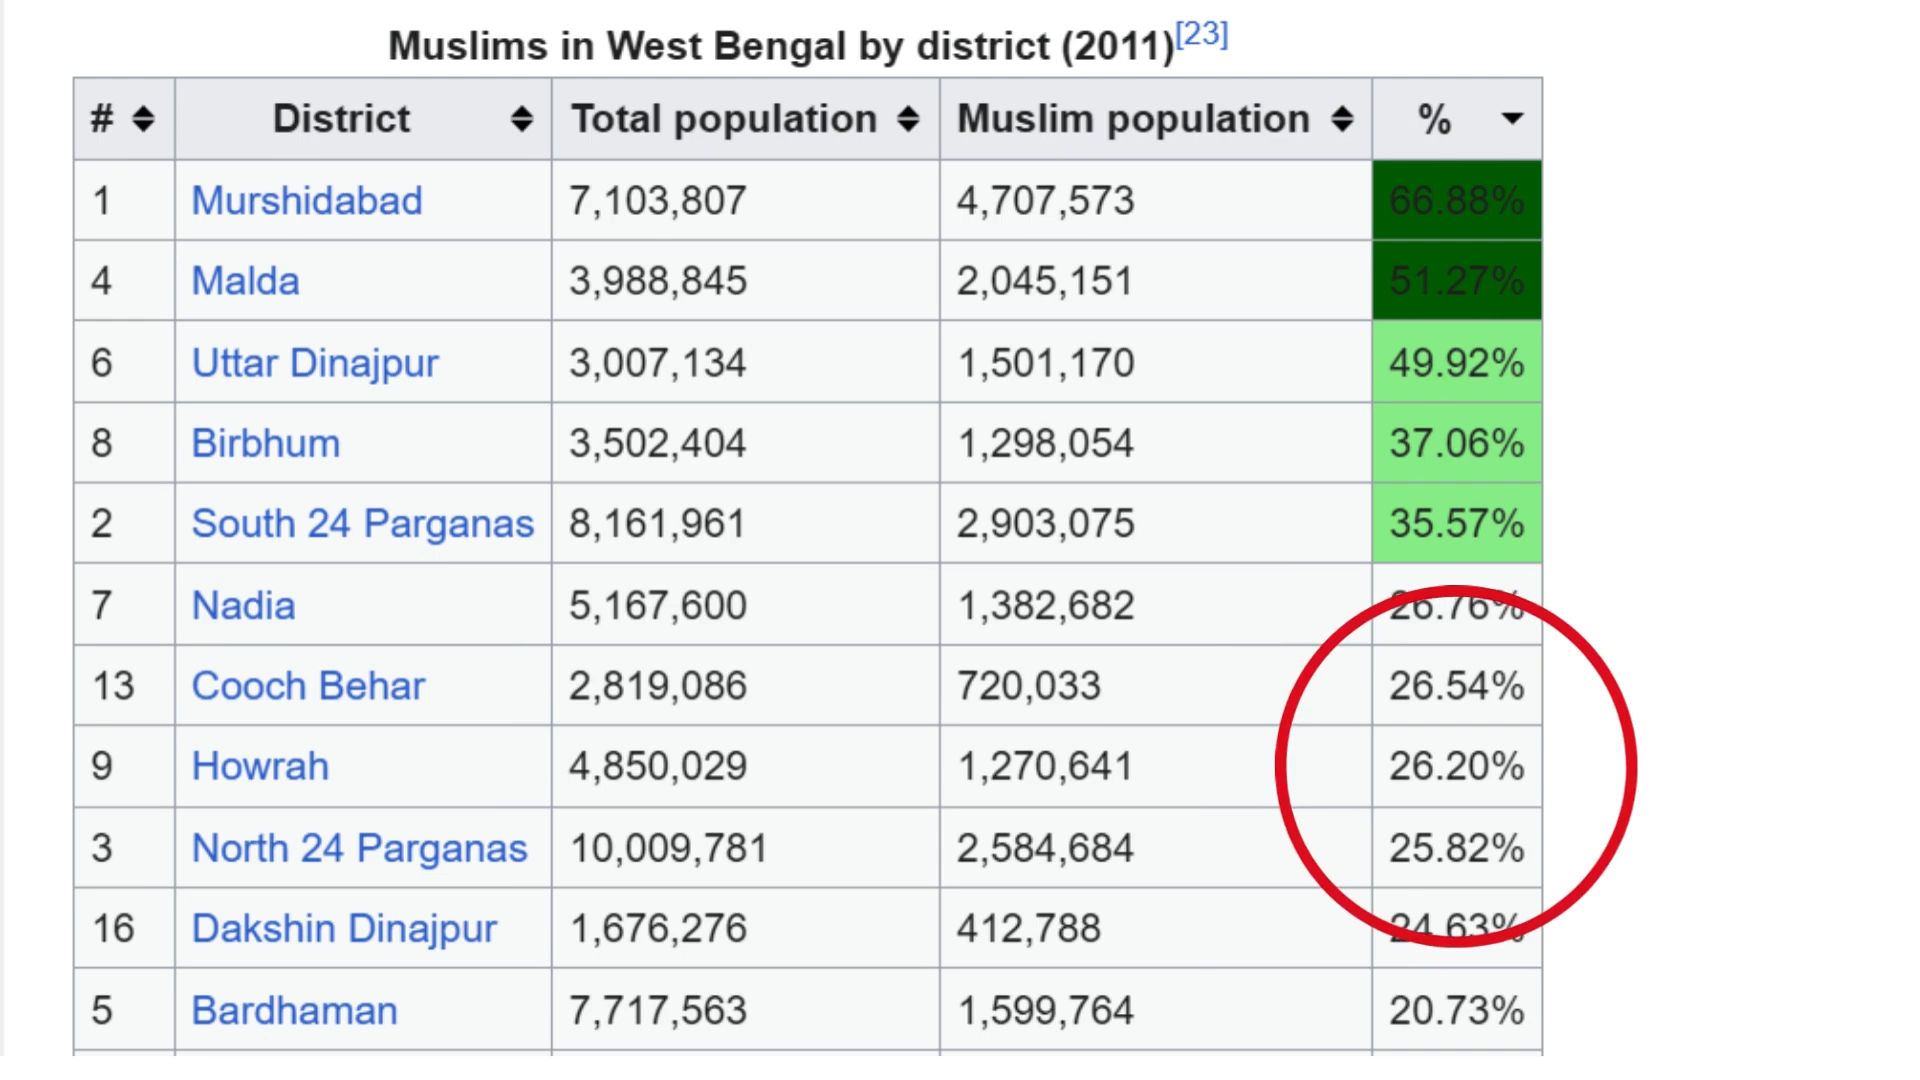 Muslims in West Bengal by district (2011)[23]
# District Total population Muslim population %
1 Murshidabad 7,103,807 4,707,573 66.88%
4 Malda 3,988,845 2,045,151 51.27%
6 Uttar Dinajpur 3,007,134 1,501,170 49.92%
8 Birbhum 3,502,404 1,298,054 37.06%
2 South 24 Parganas 8,161,961 2,903,075 35.57%
7 Nadia 5,167,600 1,382,682 26.76%
13 Cooch Behar 2,819,086 720,033 26.54%
9 Howrah 4,850,029 1,270,641 26.20%
3 North 24 Parganas 10,009,781 2,584,684 25.82%
16 Dakshin Dinajpur 1,676,276 412,788 24.63%
5 Bardhaman 7,717,563 1,599,764 20.73%